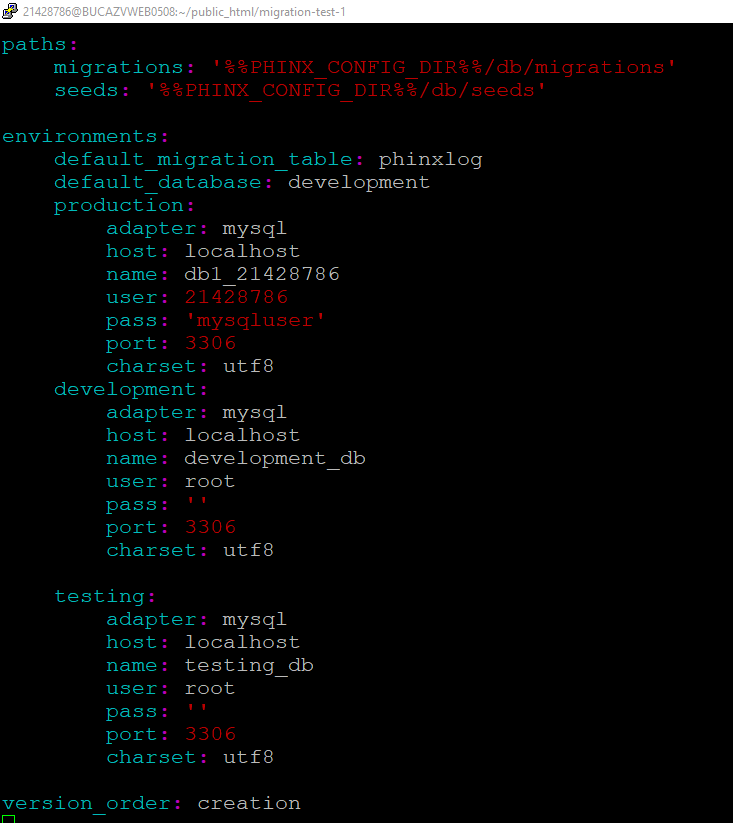 21428786@BUCAZVWEB0508:~/public_html/migration-test-1
paths:
    migrations: '%%PHINX_CONFIG_DIR%%/db/migrations'
    seeds: '%%PHINX_CONFIG_DIR%%/db/seeds'

environments:
    default_migration_table: phinxlog
    default_database: development
    production:
        adapter: mysql
        host: localhost
        name: db1_21428786
        user: 21428786
        pass: 'mysqluser'
        port: 3306
        charset: utf8
    development:
        adapter: mysql
        host: localhost
        name: development_db
        user: root
        pass: ''
        port: 3306
        charset: utf8

    testing:
        adapter: mysql
        host: localhost
        name: testing_db
        user: root
        pass: ''
        port: 3306
        charset: utf8

version_order: creation